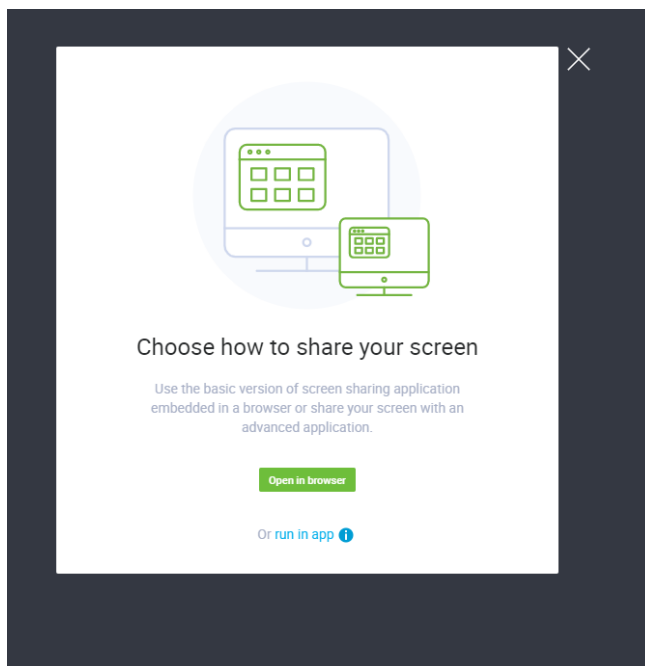 Choose how to share your screen
Use the basic version of screen sharing application
embedded in a browser or share your screen with an
advanced application.
Open in browser
Or run in app